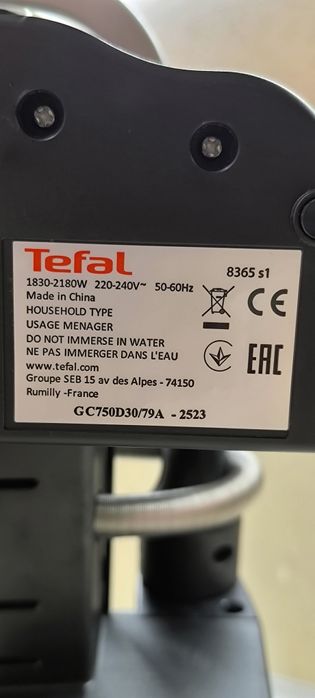 Tefal
8365 s1
1830-2180W 220-240V~ 50-60Hz
Made in China
HOUSEHOLD TYPE
USAGE MENAGER
DO NOT IMMERSE IN WATER
NE PAS IMMERGER DANS L'EAU
www.tefal.com
Groupe SEB 15 av des Alpes - 74150
Rumilly -France
CE
EAC
GC750D30/79A - 2523